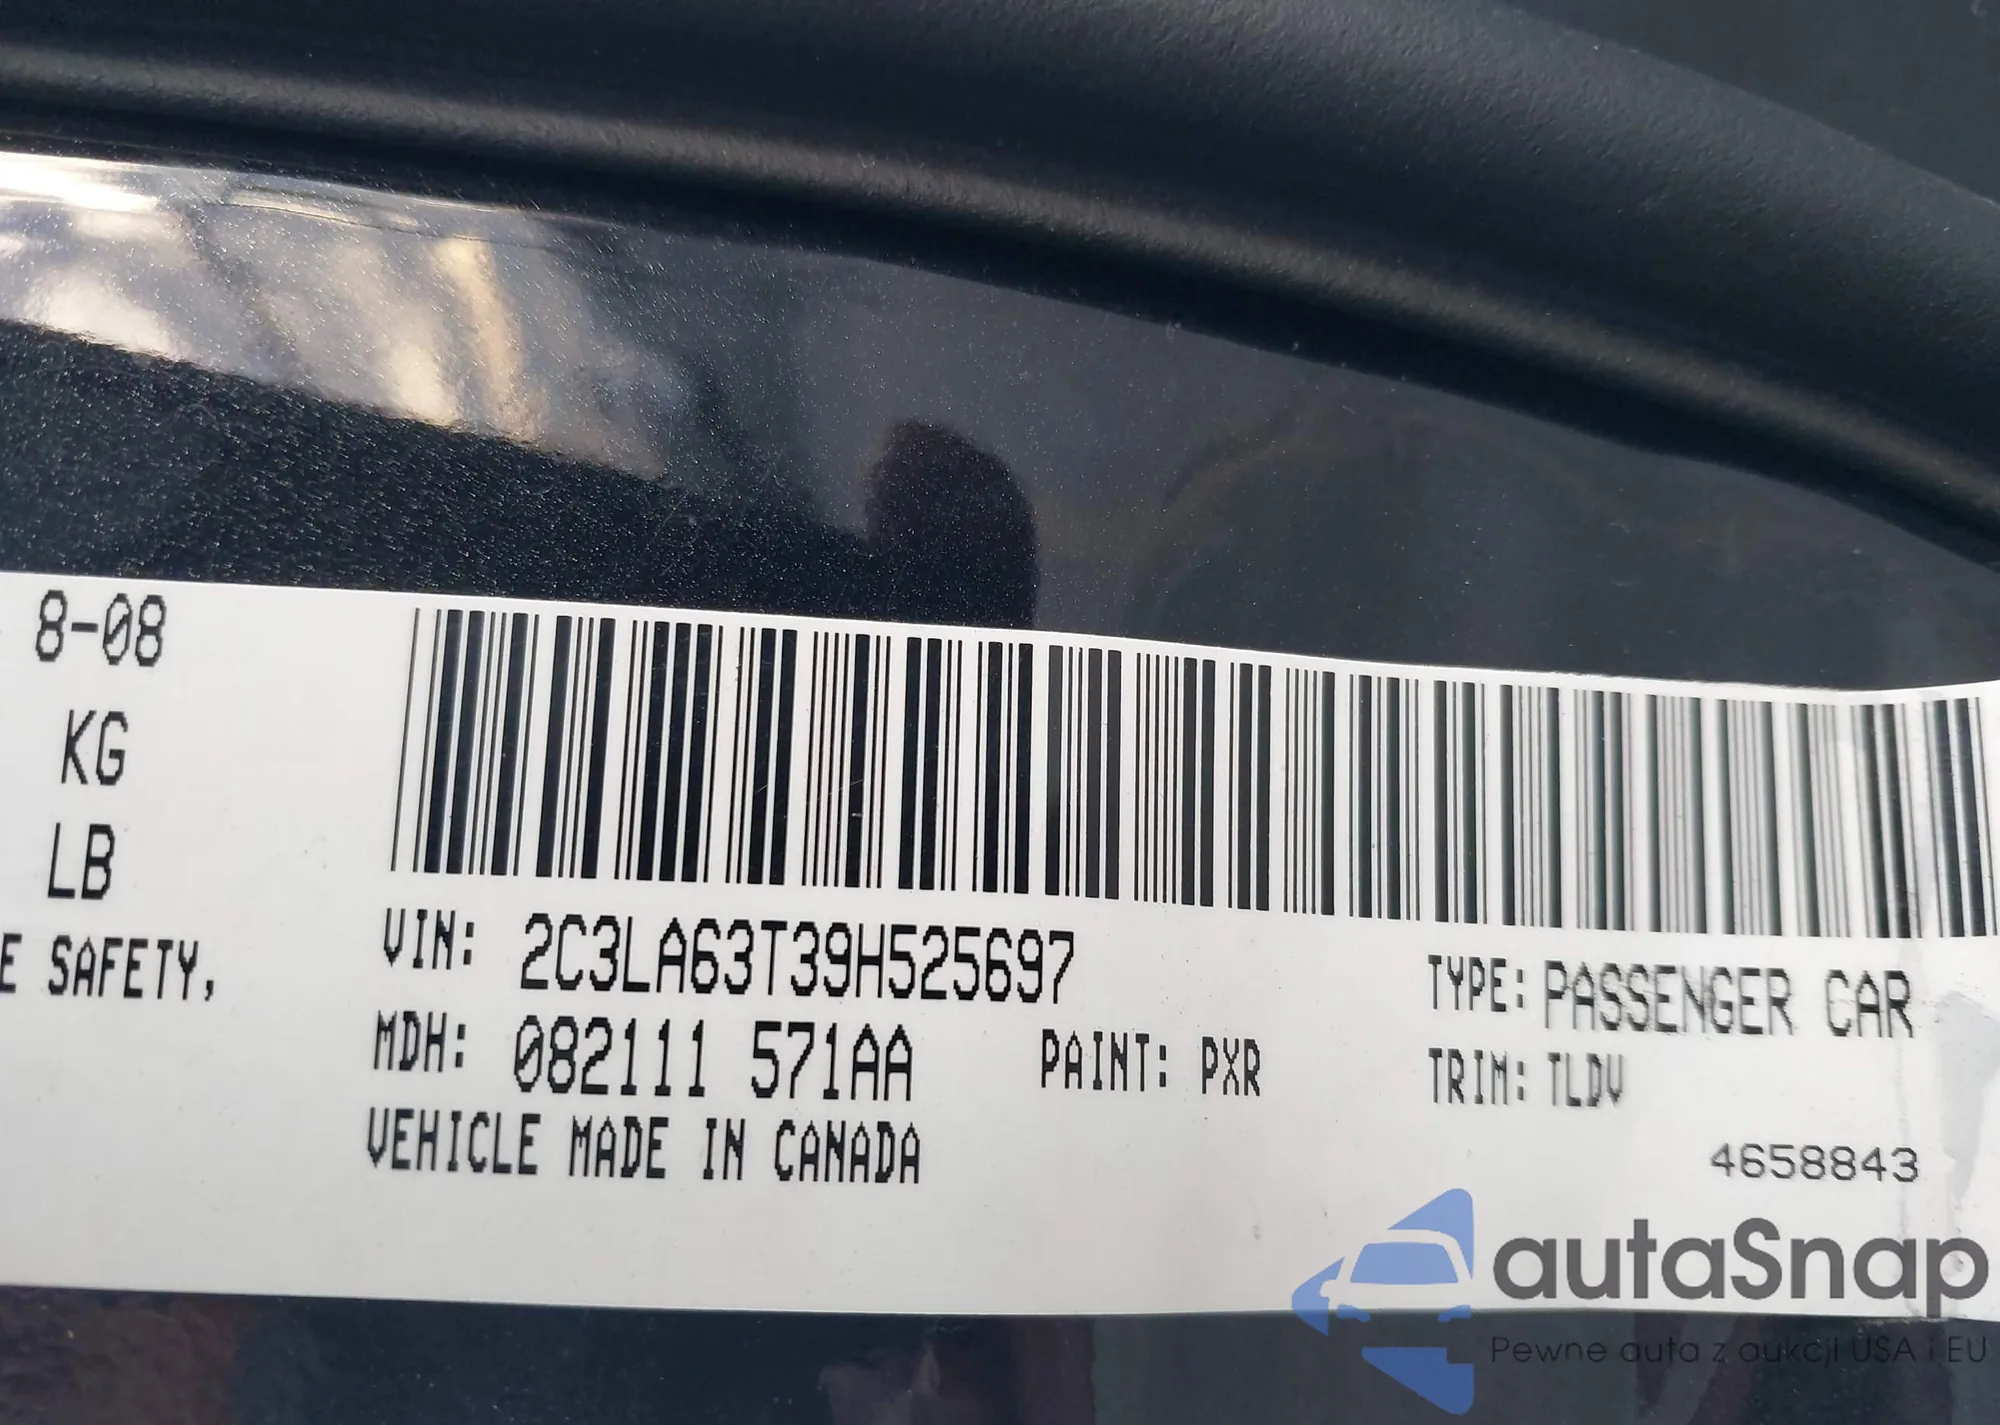 8-08
KG
LB
E SAFETY,
VIN: 2C3LA63T39H525697
TYPE: PASSENGER CAR
MDH: 082111 571AA
PAINT: PXR
TRIM: TLDV
VEHICLE MADE IN CANADA
4658843
autaSnap
Pewne auta z aukcji USA i EU